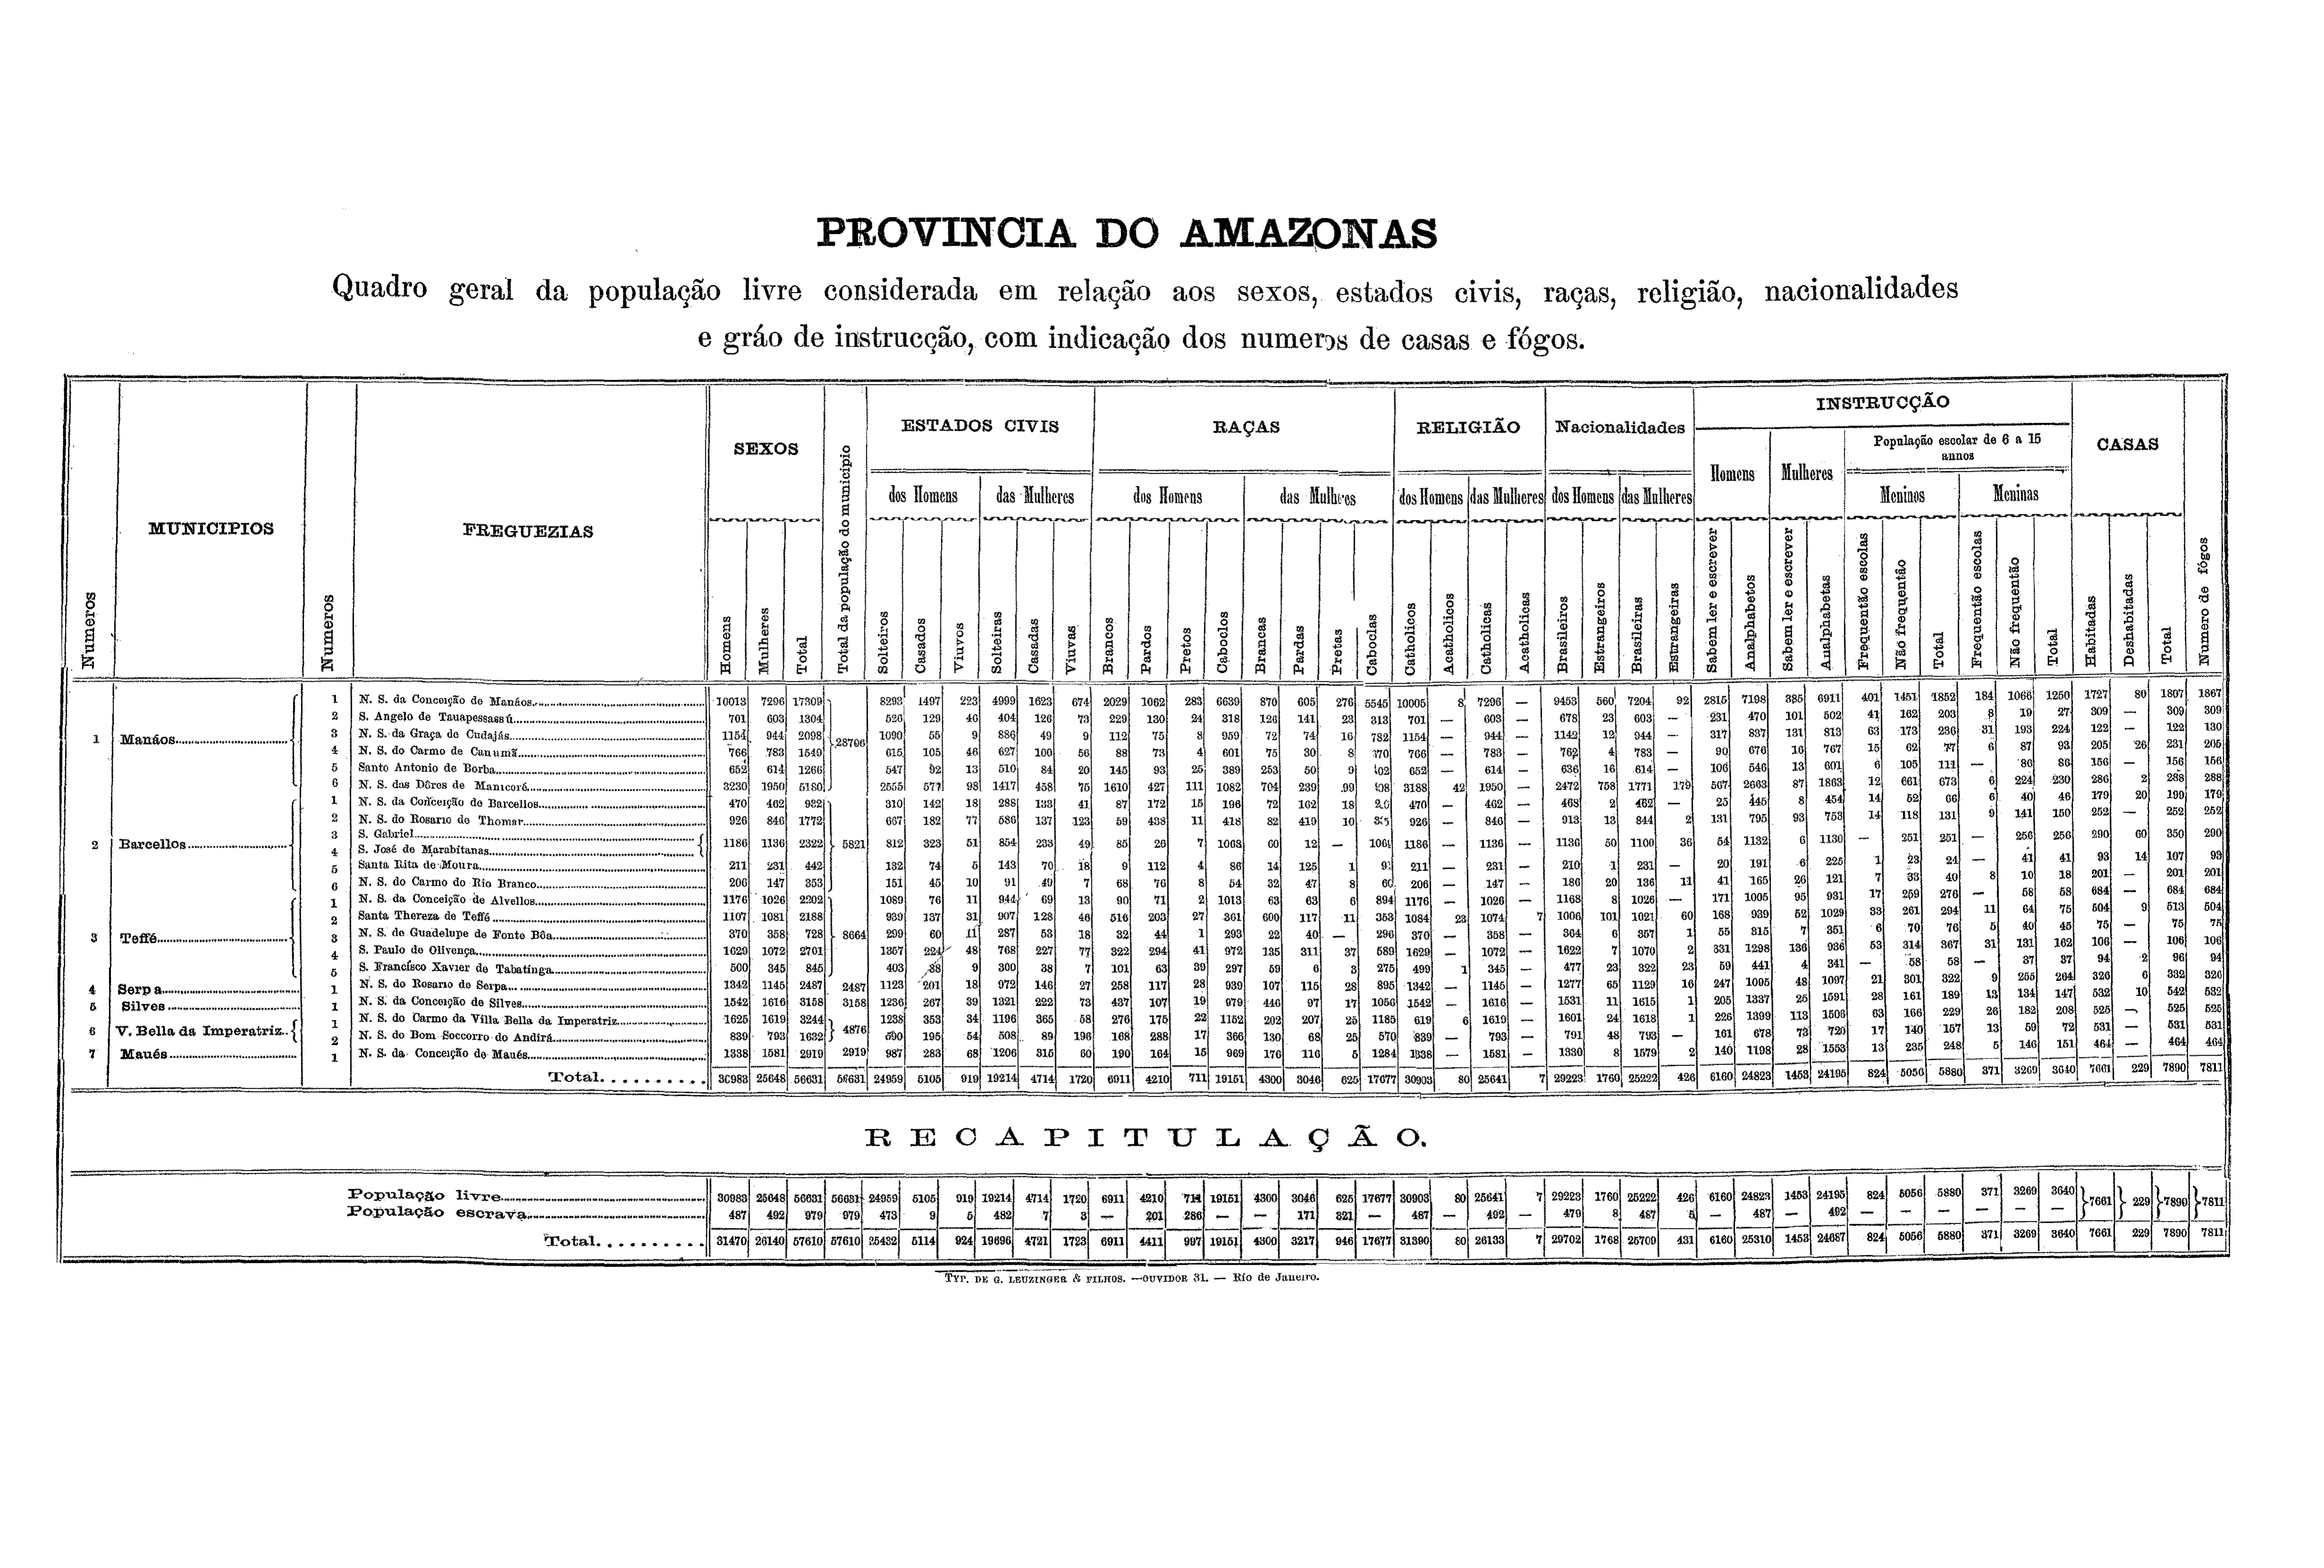 PROVINCIA DO AMAZONAS
Quadro geral da população livre considerada em relação aos sexos, estados civis, raças, religião, nacionalidades
e gráo de instrucção, com indicação dos numeros de casas e fógos.
Numeros MUNICIPIOS Numeros FREGUEZIAS SEXOS Total da população do municipio ESTADOS CIVIS RAÇAS RELIGIÃO Nacionalidades INSTRUCÇÃO CASAS Numero de fógos
Homens Mulheres População escolar de 6 a 15 annos
dos Homens das Mulheres dos Homens das Mulheres dos Homens das Mulheres dos Homens das Mulheres Meninos Meninas
Homens Mulheres Total Solteiros Casados Viuvos Solteiras Casadas Viuvas Brancos Pardos Pretos Caboclos Brancas Pardas Pretas Caboclas Catholicos Acatholicos Catholicas Acatholicas Brasileiros Estrangeiros Brasileiras Estrangeiras Sabem ler e escrever Analphabetos Sabem ler e escrever Analphabetas Frequentão escolas Não frequentão Total Frequentão escolas Não frequentão Total Habitadas Deshabitadas Total
1 N. S. da Conceição de Manáos 10013 7296 17309 8293 1497 223 4999 1623 674 2029 1062 283 6639 870 605 276 5545 10005 8 7296 — 9453 560 7204 92 2815 7198 385 6911 401 1451 1852 184 1066 1250 1727 80 1807 1867
2 S. Angelo de Tauapessassú 701 603 1304 526 129 46 404 126 73 229 130 24 318 126 141 23 313 701 — 603 — 678 23 603 — 231 470 101 502 41 162 203 8 19 27 309 — 309 309
1 Manáos 3 N. S. da Graça de Cudajás 1154 944 2098 28706 1090 55 9 886 49 9 112 75 8 959 72 74 16 782 1154 — 944 — 1142 12 944 — 317 837 131 813 63 173 236 31 193 224 122 — 122 130
4 N. S. do Carmo de Canumã 766 783 1549 615 105 46 627 100 56 88 73 4 601 75 30 8 766 — 783 — 762 4 783 — 90 676 16 767 15 62 77 6 87 93 205 26 231 205
5 Santo Antonio de Borba 652 614 1266 547 92 13 510 84 20 145 93 25 389 253 50 9 652 — 614 — 636 16 614 — 106 546 13 601 6 105 111 — 86 86 156 — 156 156
6 N. S. das Dôres de Manicoré 3230 1950 5180 2555 577 98 1417 458 75 1610 427 111 1082 704 239 3188 42 1950 — 2472 758 1771 179 567 2663 87 1863 12 661 673 6 224 230 286 2 288 288
1 N. S. da Conceição de Barcellos 470 462 932 310 142 18 288 133 41 87 172 15 196 72 162 18 470 — 462 — 468 2 462 — 25 445 8 454 14 52 66 6 40 46 179 20 199 179
2 N. S. do Rosario de Thomar 926 846 1772 667 182 77 586 137 123 59 438 11 418 82 419 10 926 — 846 — 913 13 844 2 131 795 93 753 14 118 131 9 141 150 252 — 252 252
2 Barcellos 3 S. Gabriel
4 S. José de Marabitanas 1186 1136 2322 5821 812 323 51 854 233 49 85 26 7 1068 60 12 — 1064 1186 — 1136 — 1136 50 1100 36 54 1132 6 1130 — 251 251 — 256 256 290 60 350 290
5 Santa Rita de Moura 211 231 442 132 74 5 143 70 18 9 112 4 86 14 125 1 91 211 — 231 — 210 1 231 — 20 191 6 225 1 23 24 — 41 41 93 14 107 93
6 N. S. do Carmo do Rio Branco 206 147 353 151 45 10 91 49 7 68 76 8 54 32 47 8 60 206 — 147 — 186 20 136 11 41 165 26 121 7 33 40 8 10 18 201 — 201 201
1 N. S. da Conceição de Alvellos 1176 1026 2202 1089 76 11 944 69 13 90 71 2 1013 63 63 6 894 1176 — 1026 — 1168 8 1026 — 171 1005 95 931 17 259 276 — 58 58 684 — 684 684
2 Santa Thereza de Teffé 1107 1081 2188 939 137 31 907 128 46 516 203 27 361 600 117 11 353 1084 23 1074 7 1006 101 1021 60 168 939 52 1029 33 261 294 11 64 75 504 9 513 504
3 Teffé 3 N. S. de Guadelupe de Fonte Bôa 370 358 728 8664 299 60 11 287 53 18 32 44 1 293 22 40 — 296 370 — 358 — 364 6 357 1 55 315 7 351 6 70 76 5 40 45 75 — 75 75
4 S. Paulo de Olivença 1629 1072 2701 1357 224 48 768 227 77 322 294 41 972 135 311 37 589 1629 — 1072 — 1622 7 1070 2 331 1298 136 936 53 314 367 31 131 162 106 — 106 106
5 S. Francisco Xavier de Tabatinga 500 345 845 403 88 9 300 38 7 101 63 39 297 59 6 3 275 499 1 345 — 477 23 322 23 59 441 4 341 — 58 58 — 37 37 94 2 96 94
4 Serpa 1 N. S. do Rosario de Serpa 1342 1145 2487 2487 1123 201 18 972 146 27 258 117 28 939 107 115 28 895 1342 — 1145 — 1277 65 1129 16 247 1095 48 1097 21 301 322 9 255 264 326 6 332 326
5 Silves 1 N. S. da Conceição de Silves 1542 1616 3158 3158 1236 267 39 1321 222 73 437 107 19 979 446 97 17 1056 1542 — 1616 — 1531 11 1615 1 205 1337 25 1591 28 161 189 13 134 147 532 10 542 532
6 V. Bella da Imperatriz 1 N. S. do Carmo da Villa Bella da Imperatriz 1625 1619 3244 4876 1238 353 34 1196 365 58 276 175 22 1152 202 207 25 1185 619 6 1619 — 1601 24 1618 1 226 1399 113 1506 63 166 229 26 182 208 525 — 525 525
2 N. S. do Bom Soccorro do Andirá 839 793 1632 590 195 54 508 89 196 168 288 17 366 130 68 25 570 839 — 793 — 791 48 793 — 161 678 73 720 17 140 157 13 59 72 531 — 531 531
7 Maués 1 N. S. da Conceição de Maués 1338 1581 2919 2919 987 283 68 1206 315 60 190 164 15 969 176 116 5 1284 1338 — 1581 — 1330 8 1579 2 140 1198 28 1553 13 235 248 5 146 151 464 — 464 464
Total 30983 25648 56631 56631 24959 5105 919 19214 4714 1720 6911 4210 711 19151 4300 3046 625 17677 30903 80 25641 7 29223 1760 25222 426 6160 24823 1453 24195 824 5056 5880 371 3269 3640 7661 229 7890 7811
RECAPITULAÇÃO.
População livre 30983 25648 56631 56631 24959 5105 919 19214 4714 1720 6911 4210 711 19151 4300 3046 625 17677 30903 80 25641 7 29223 1760 25222 426 6160 24823 1453 24195 824 5056 5880 371 3269 3640 7661 229 7890 7811
População escrava 487 492 979 979 473 9 5 482 7 3 — 201 286 — — 171 321 — 487 — 492 — 479 8 487 5 — 487 — 492 — — — — — —
Total 31470 26140 57610 57610 25432 5114 924 19696 4721 1723 6911 4411 997 19151 4300 3217 946 17677 31390 80 26133 7 29702 1768 25709 431 6160 25310 1453 24687 824 5056 5880 371 3269 3640 7661 229 7890 7811
TYP. DE G. LEUZINGER & FILHOS. —OUVIDOR 31. — Rio de Janeiro.